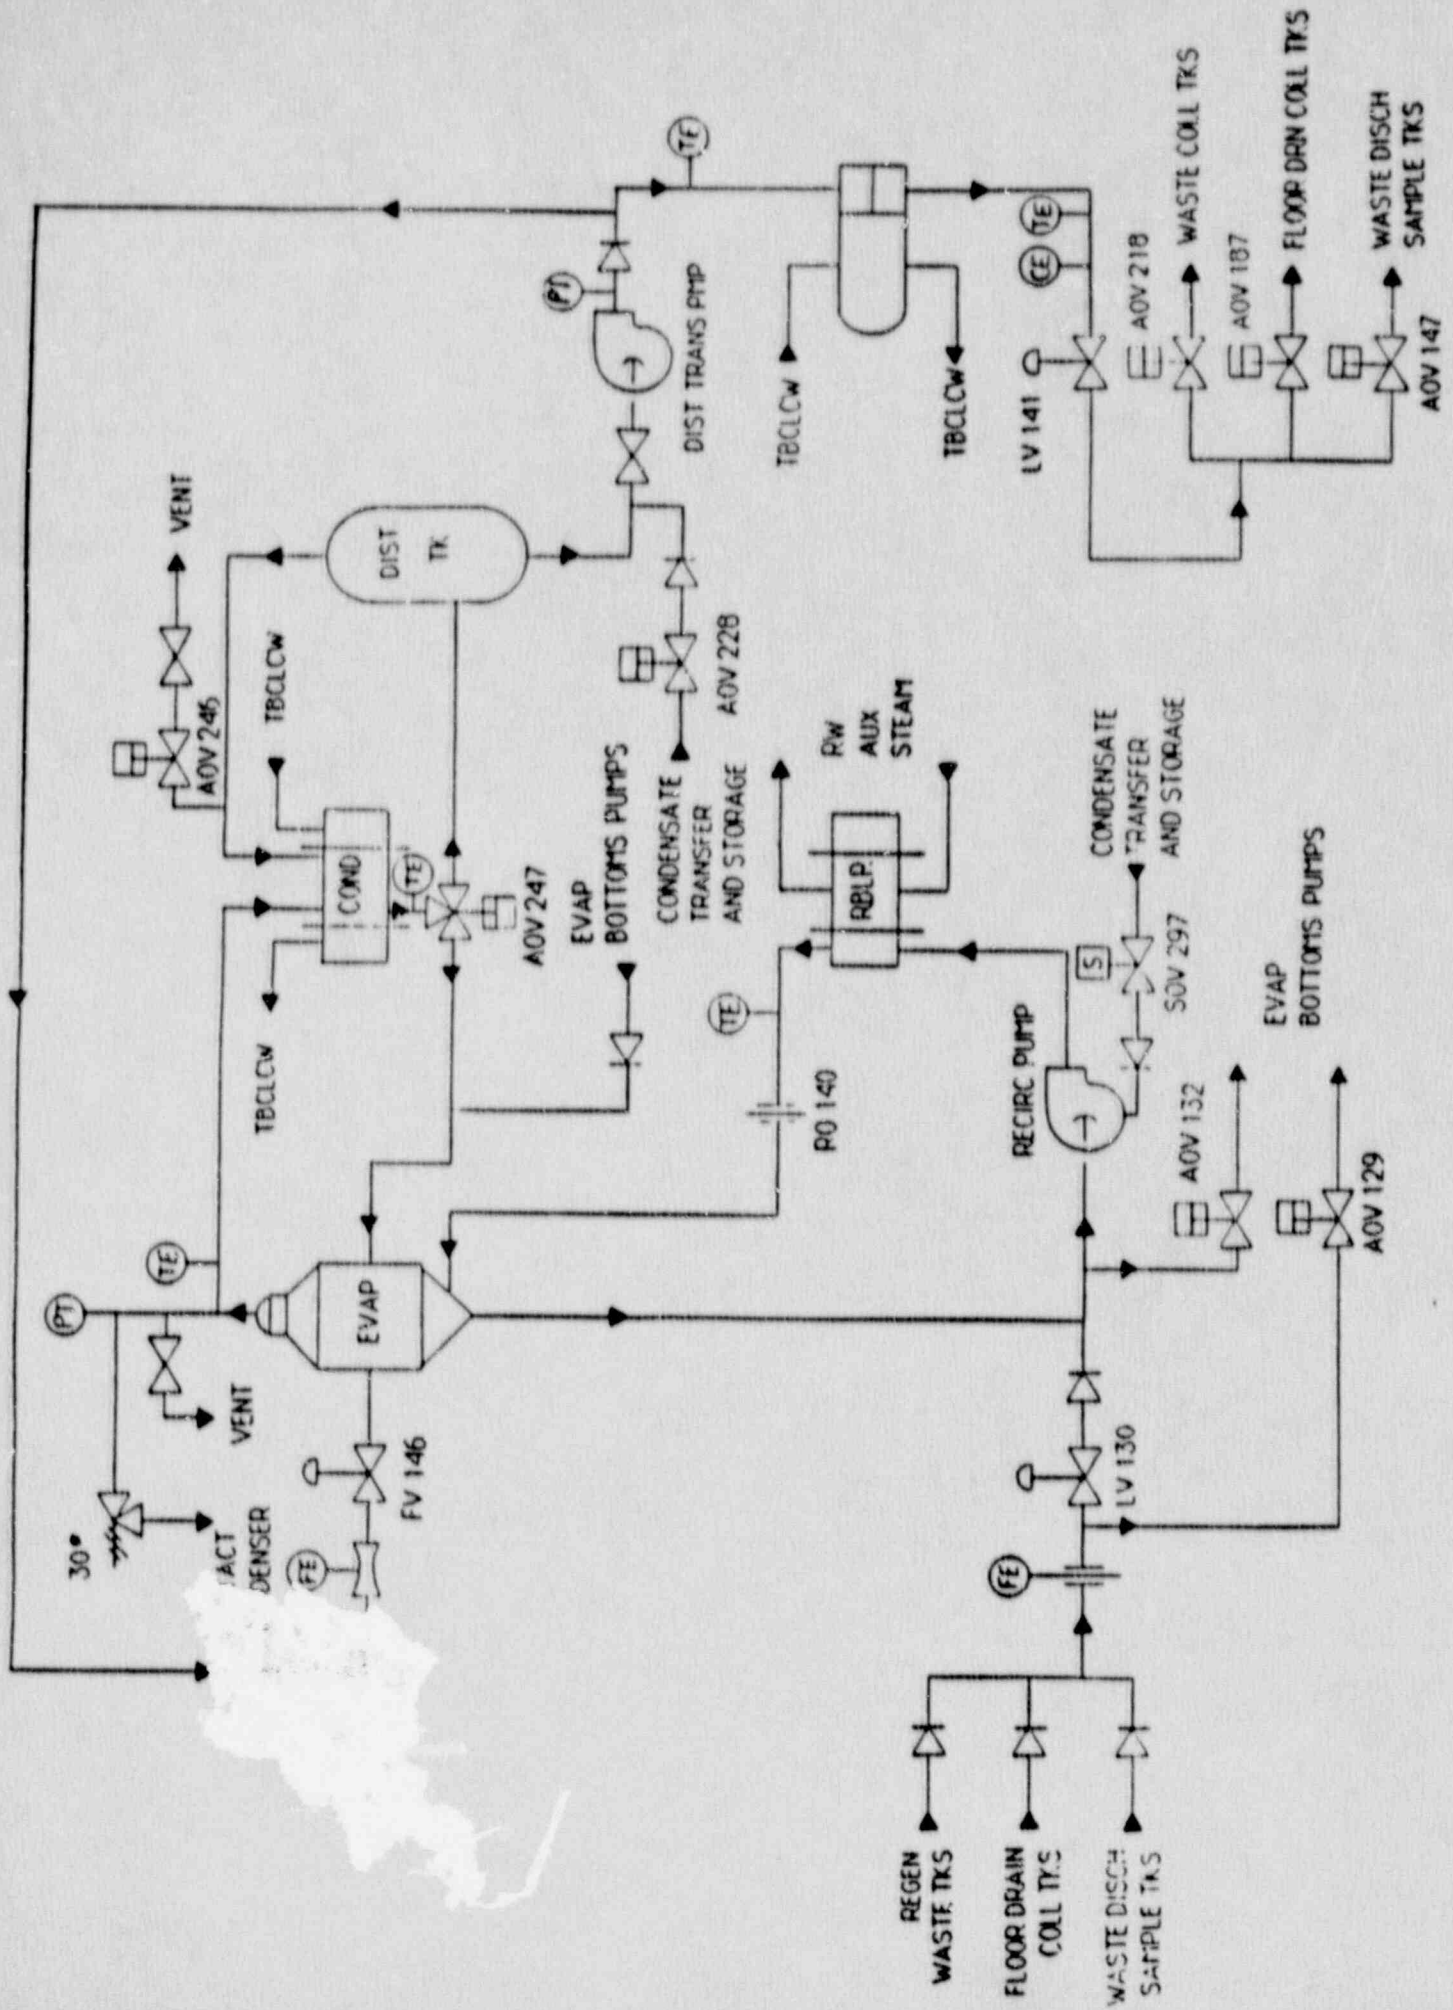 PT
30#
VENT
TE
TACT
DENSER
FE
FV 146
EVAP
TBCLCW
COND
TE
TBCLCW
AOV 246
VENT
AOV 247
EVAP
BOTTOMS PUMPS
DIST
TK
CONDENSATE
TRANSFER
AND STORAGE
AOV 228
DIST TRANS PMP
PT
TE
TBCLCW
TBCLCW
TE
RO 140
RBLR
RW
AUX
STEAM
LV 141
CE
TE
AOV 218
WASTE COLL TKS
AOV 187
FLOOR DRN COLL TKS
AOV 147
WASTE DISCH
SAMPLE TKS
RECIRC PUMP
S
SOV 297
CONDENSATE
TRANSFER
AND STORAGE
AOV 132
EVAP
BOTTOMS PUMPS
AOV 129
LV 130
FE
REGEN
WASTE TKS
FLOOR DRAIN
COLL TKS
WASTE DISCH
SAMPLE TKS